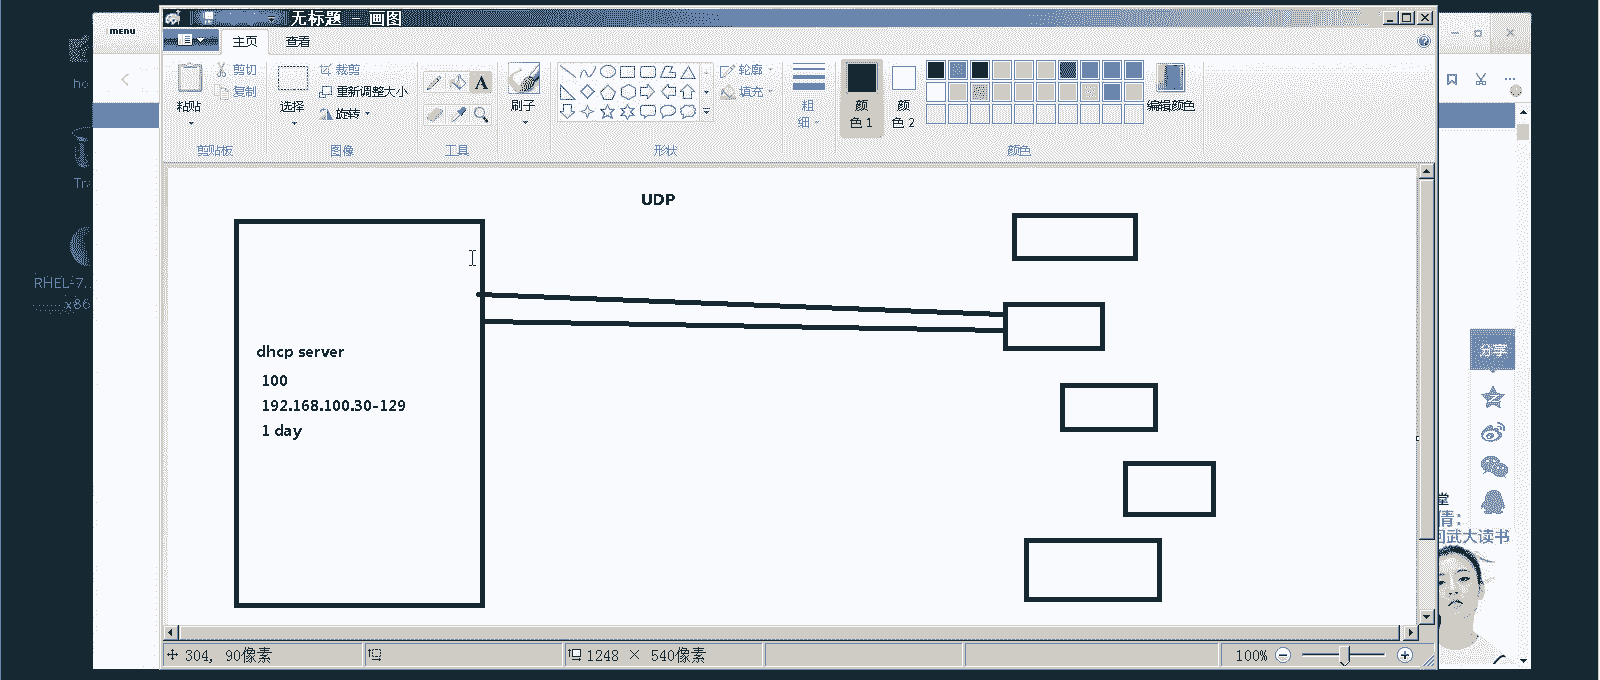 menu
无标题 - 画图
主页
查看
粘贴
剪切
复制
剪贴板
选择
裁剪
重新调整大小
旋转
图像
A
工具
刷子
轮廓
填充
形状
粗
细
颜
色 1
颜
色 2
编辑颜色
颜色
ho
Tr
RHEL-7..
x86
UDP
dhcp server
100
192.168.100.30-129
1 day
分享
堂
倩:
武大读书
304, 90像素
1248 × 540像素
100%